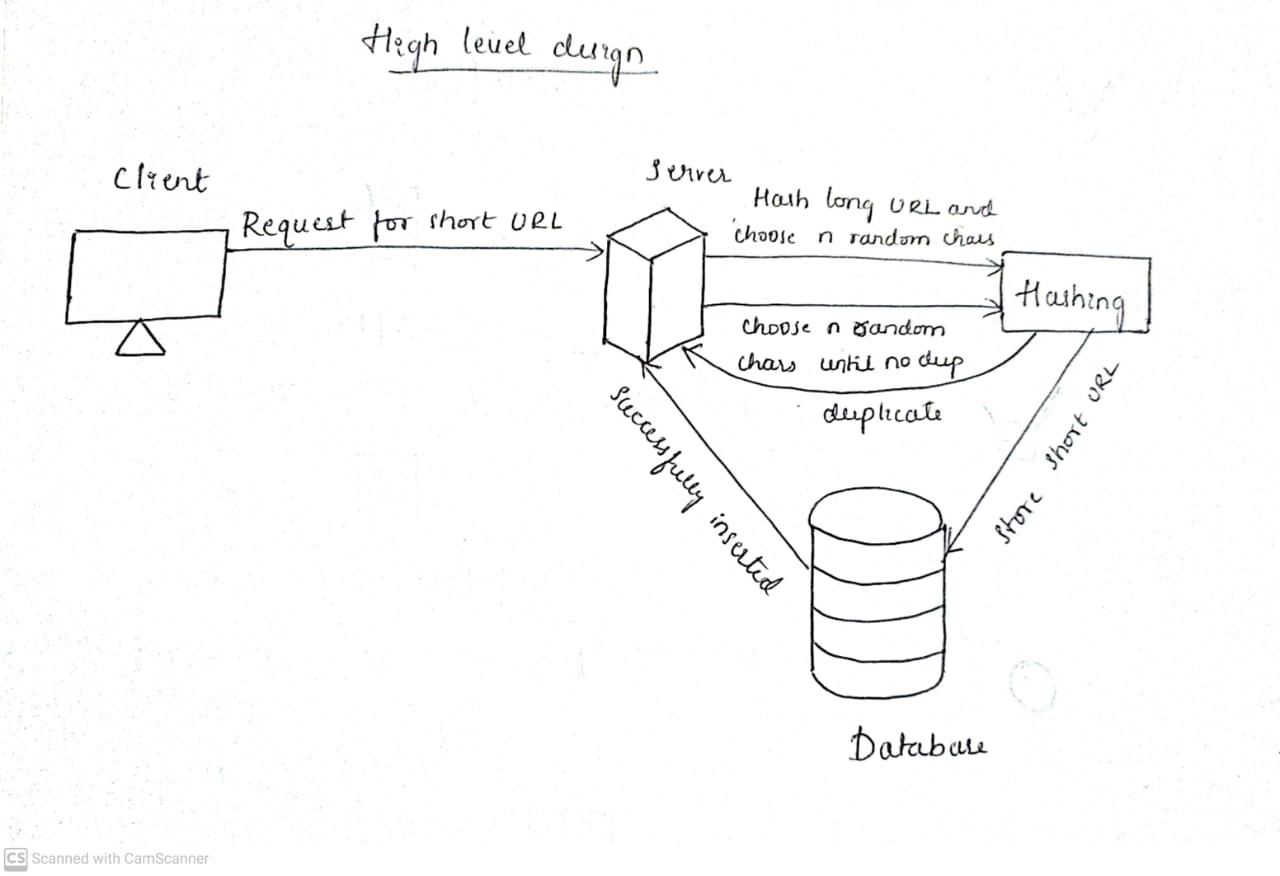 High level design
Client
Request for short URL
Server
Hash long URL and
choose n random chars
Hashing
choose n random
chars until no dup
duplicate
store short URL
successfully inserted
Database
CS Scanned with CamScanner